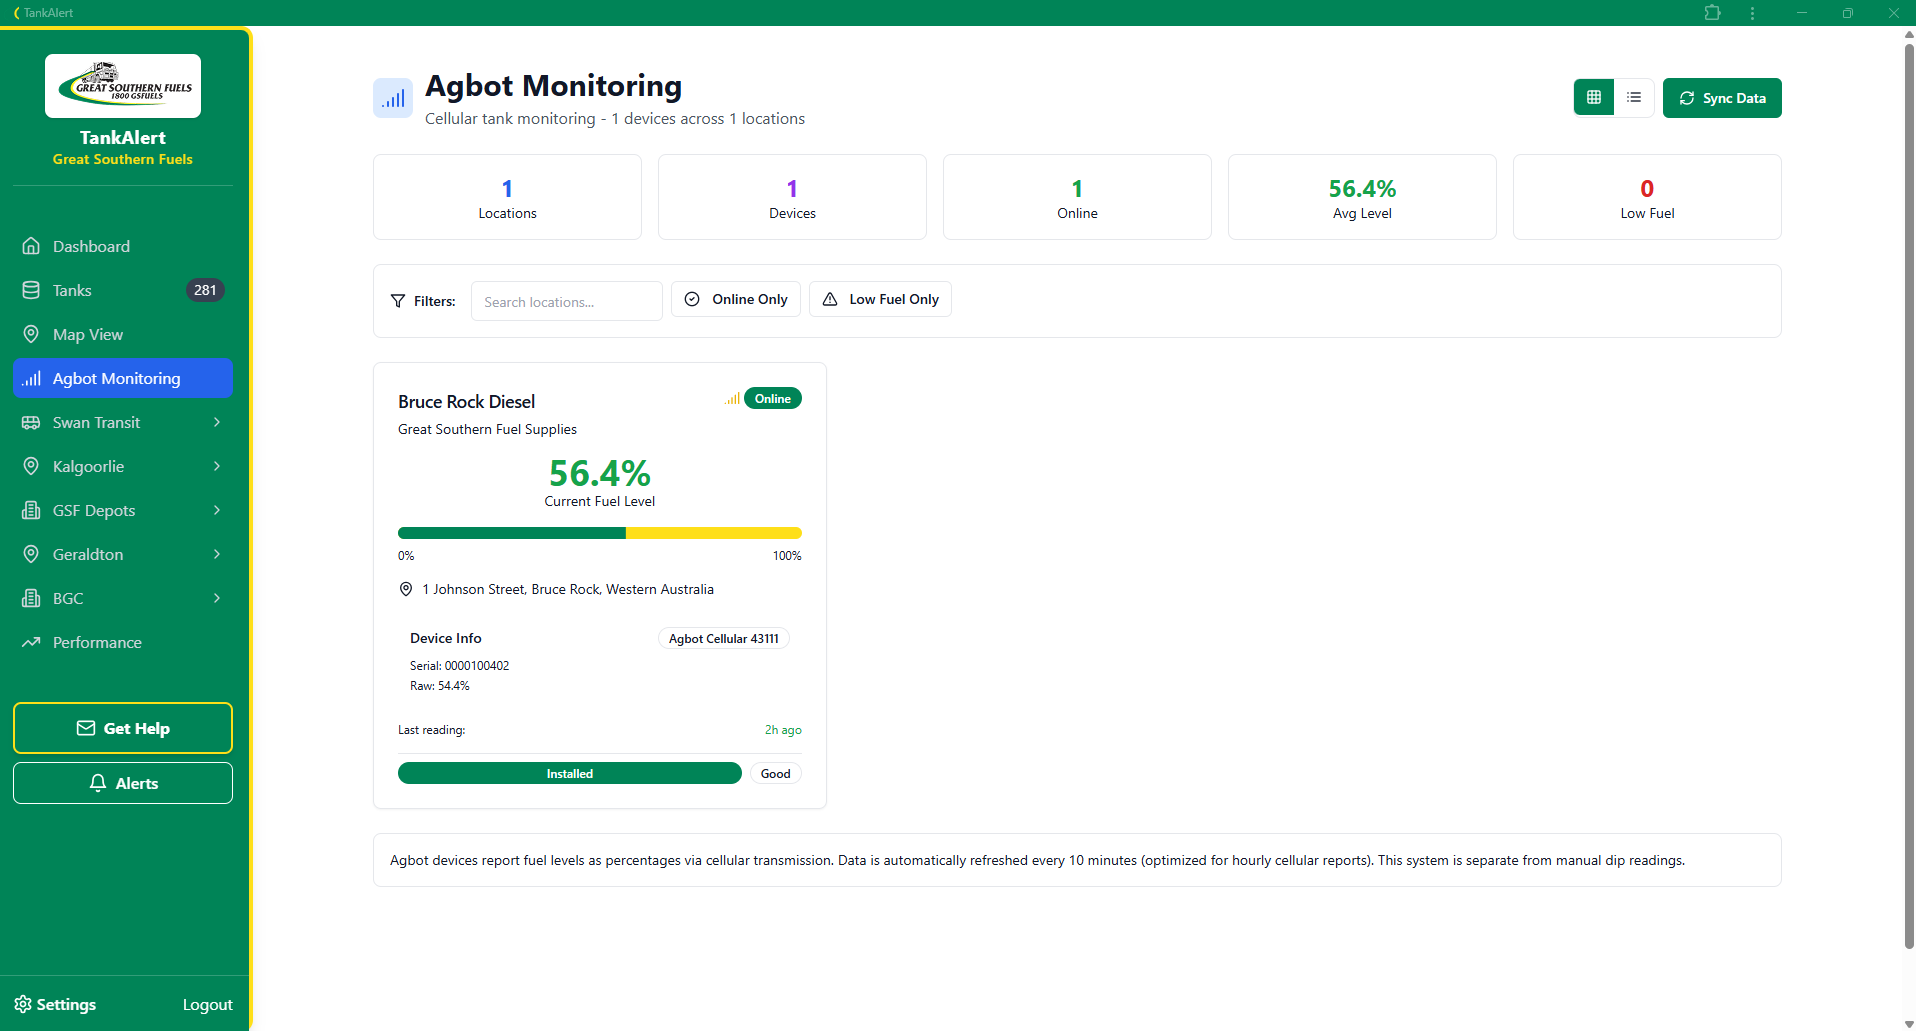 TankAlert
GREAT SOUTHERN FUELS
1800 GSFUELS
TankAlert
Great Southern Fuels
Dashboard
Tanks 281
Map View
Agbot Monitoring
Swan Transit
Kalgoorlie
GSF Depots
Geraldton
BGC
Performance
Get Help
Alerts
Settings Logout
Agbot Monitoring
Cellular tank monitoring - 1 devices across 1 locations
Sync Data
1
Locations
1
Devices
1
Online
56.4%
Avg Level
0
Low Fuel
Filters: Search locations... Online Only Low Fuel Only
Bruce Rock Diesel Online
Great Southern Fuel Supplies
56.4%
Current Fuel Level
0% 100%
1 Johnson Street, Bruce Rock, Western Australia
Device Info Agbot Cellular 43111
Serial: 0000100402
Raw: 54.4%
Last reading: 2h ago
Installed Good
Agbot devices report fuel levels as percentages via cellular transmission. Data is automatically refreshed every 10 minutes (optimized for hourly cellular reports). This system is separate from manual dip readings.